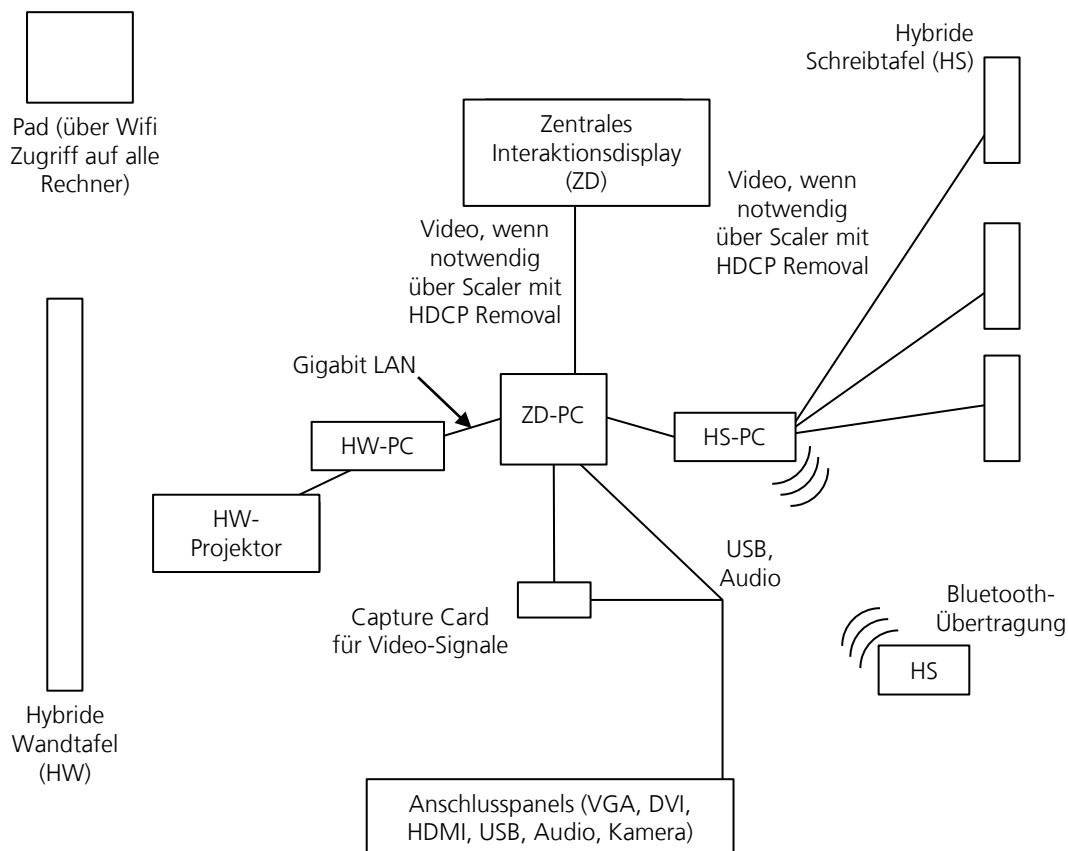 Pad (über Wifi
Zugriff auf alle
Rechner)
Hybride
Schreibtafel (HS)
Zentrales
Interaktionsdisplay
(ZD)
Video, wenn
notwendig
über Scaler mit
HDCP Removal
Video, wenn
notwendig
über Scaler mit
HDCP Removal
Gigabit LAN
ZD-PC
HW-PC
HS-PC
HW-
Projektor
USB,
Audio
Capture Card
für Video-Signale
Bluetooth-
Übertragung
HS
Hybride
Wandtafel
(HW)
Anschlusspanels (VGA, DVI,
HDMI, USB, Audio, Kamera)